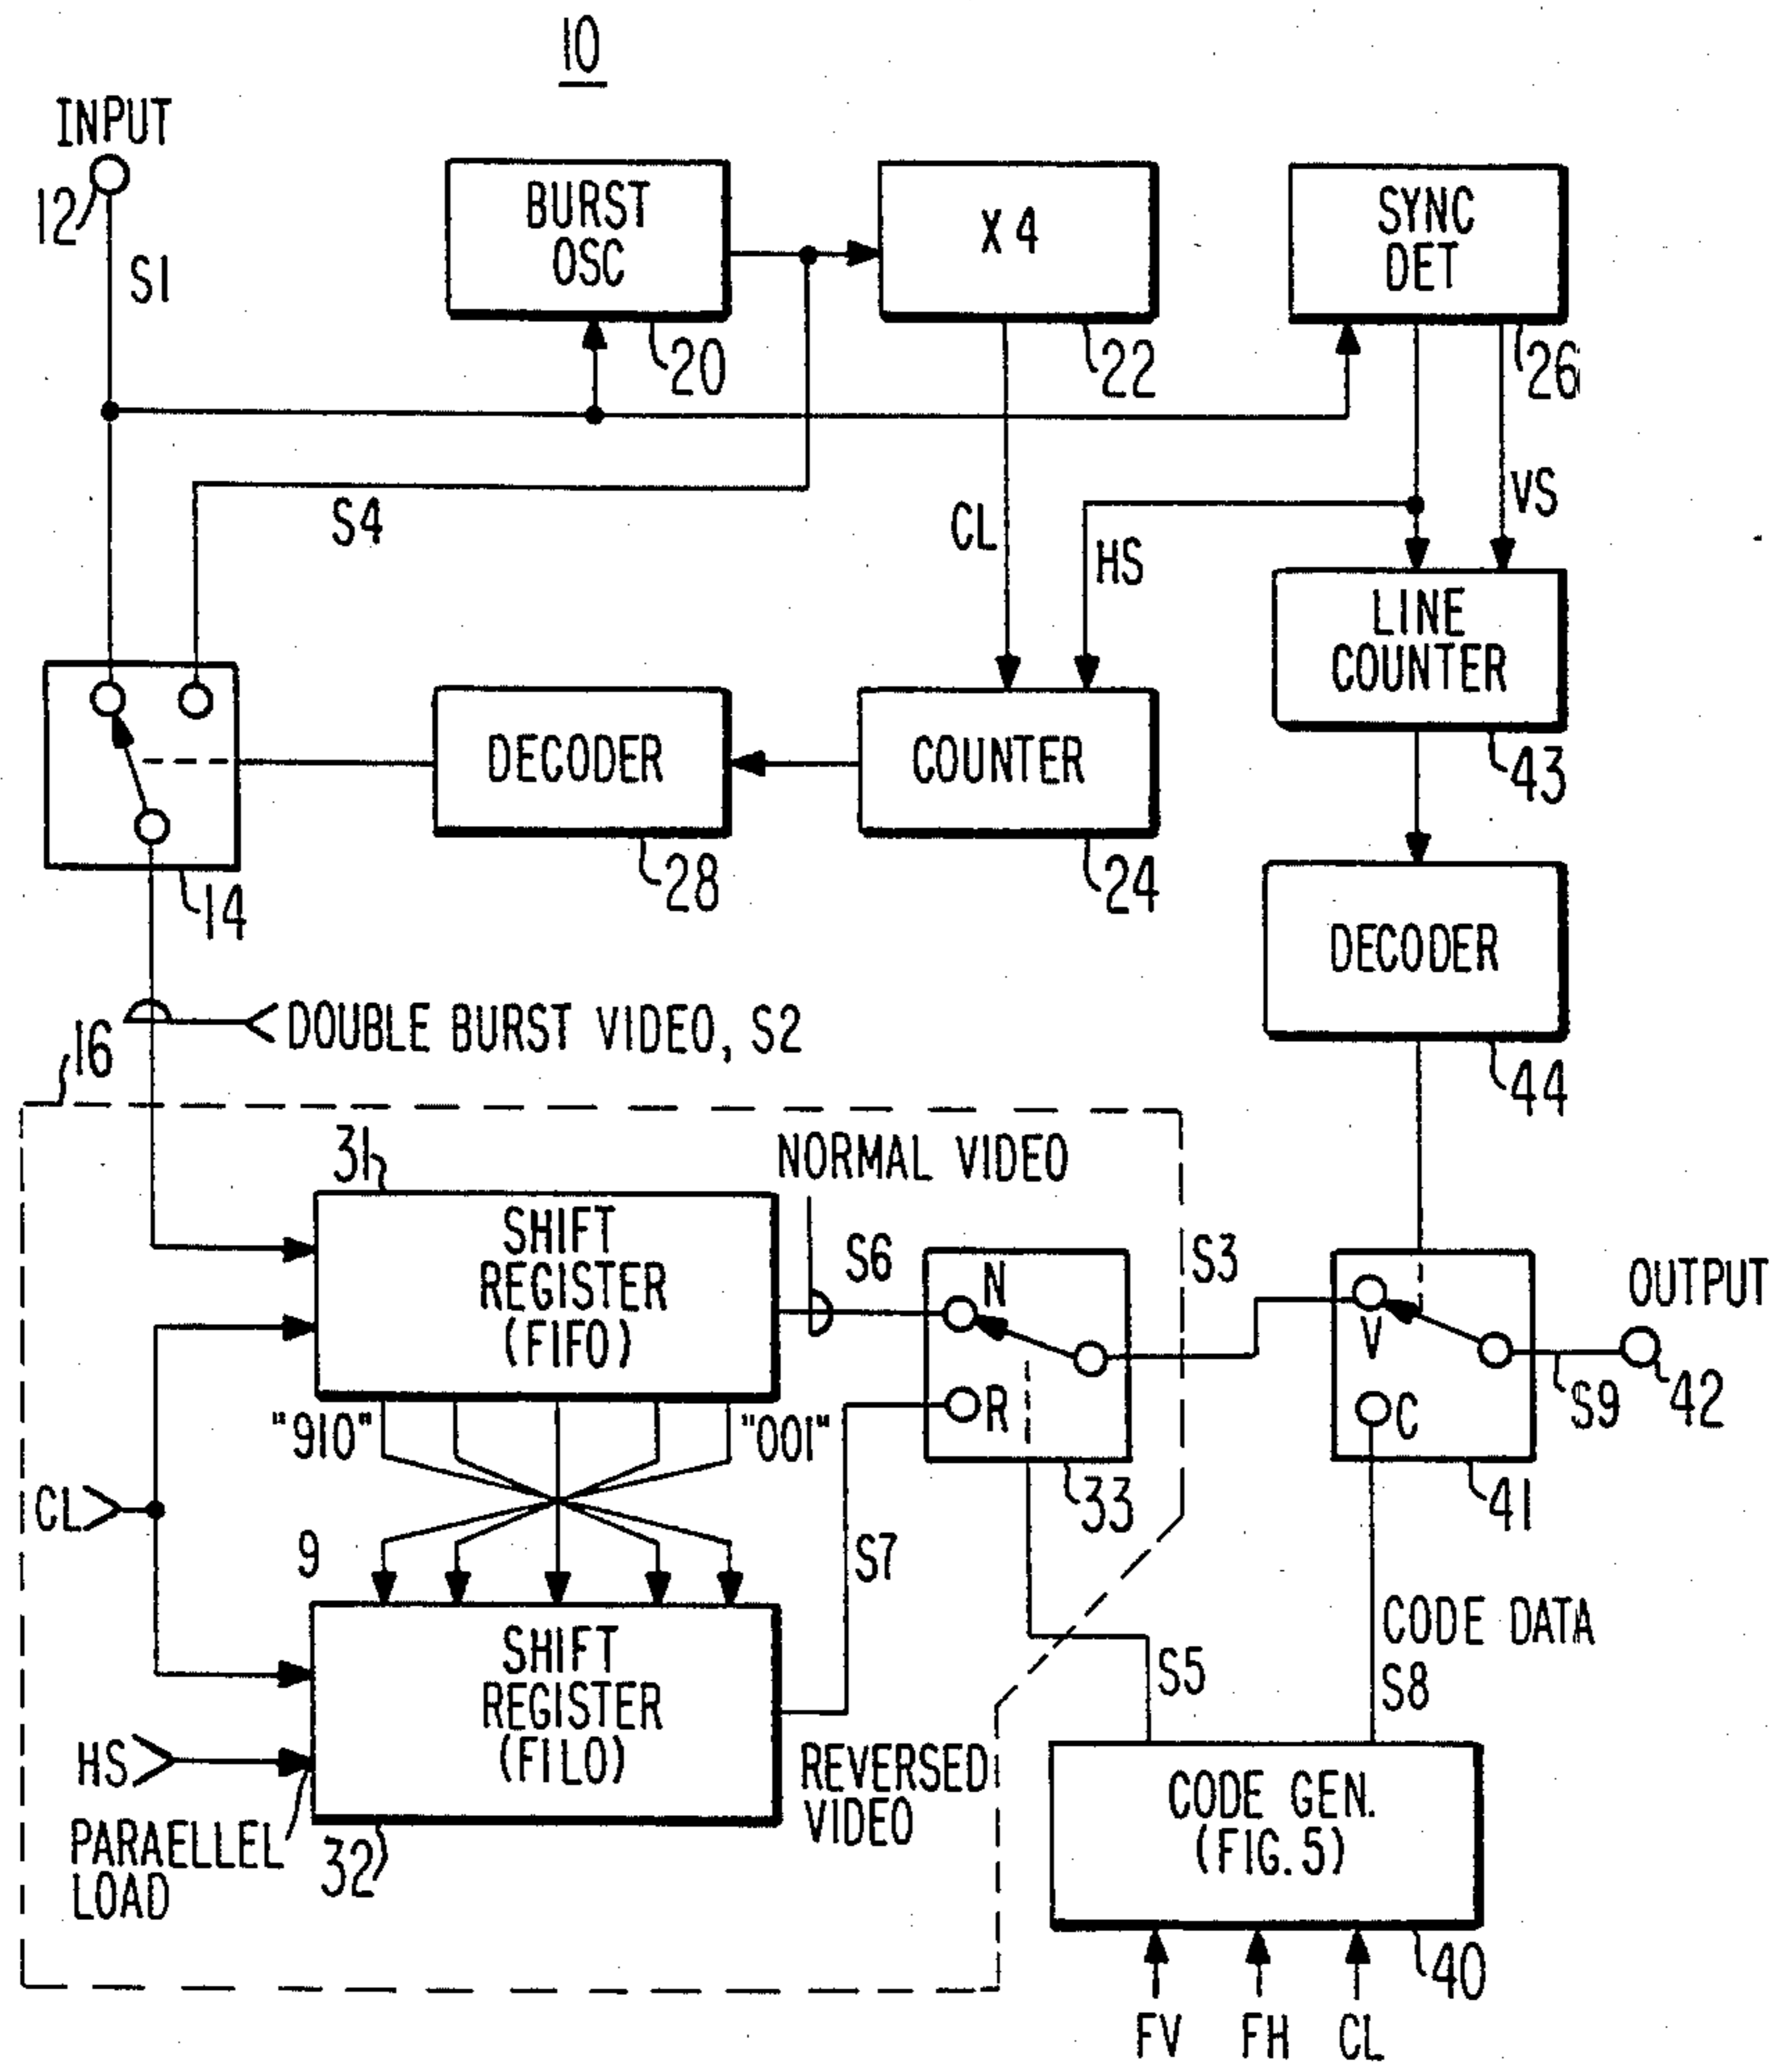 10
INPUT
12
S1
BURST
OSC
20
X 4
22
SYNC
DET
26
S4
CL
HS
VS
LINE
COUNTER
43
DECODER
28
COUNTER
24
14
DECODER
44
DOUBLE BURST VIDEO, S2
16
31
SHIFT
REGISTER
(FIFO)
NORMAL VIDEO
S6
N
R
33
S3
V
C
41
OUTPUT
S9
42
"910"
"001"
CL
9
S7
SHIFT
REGISTER
(FILO)
HS
PARAELLEL
LOAD
32
REVERSED
VIDEO
S5
CODE DATA
S8
CODE GEN.
(FIG. 5)
40
FV
FH
CL